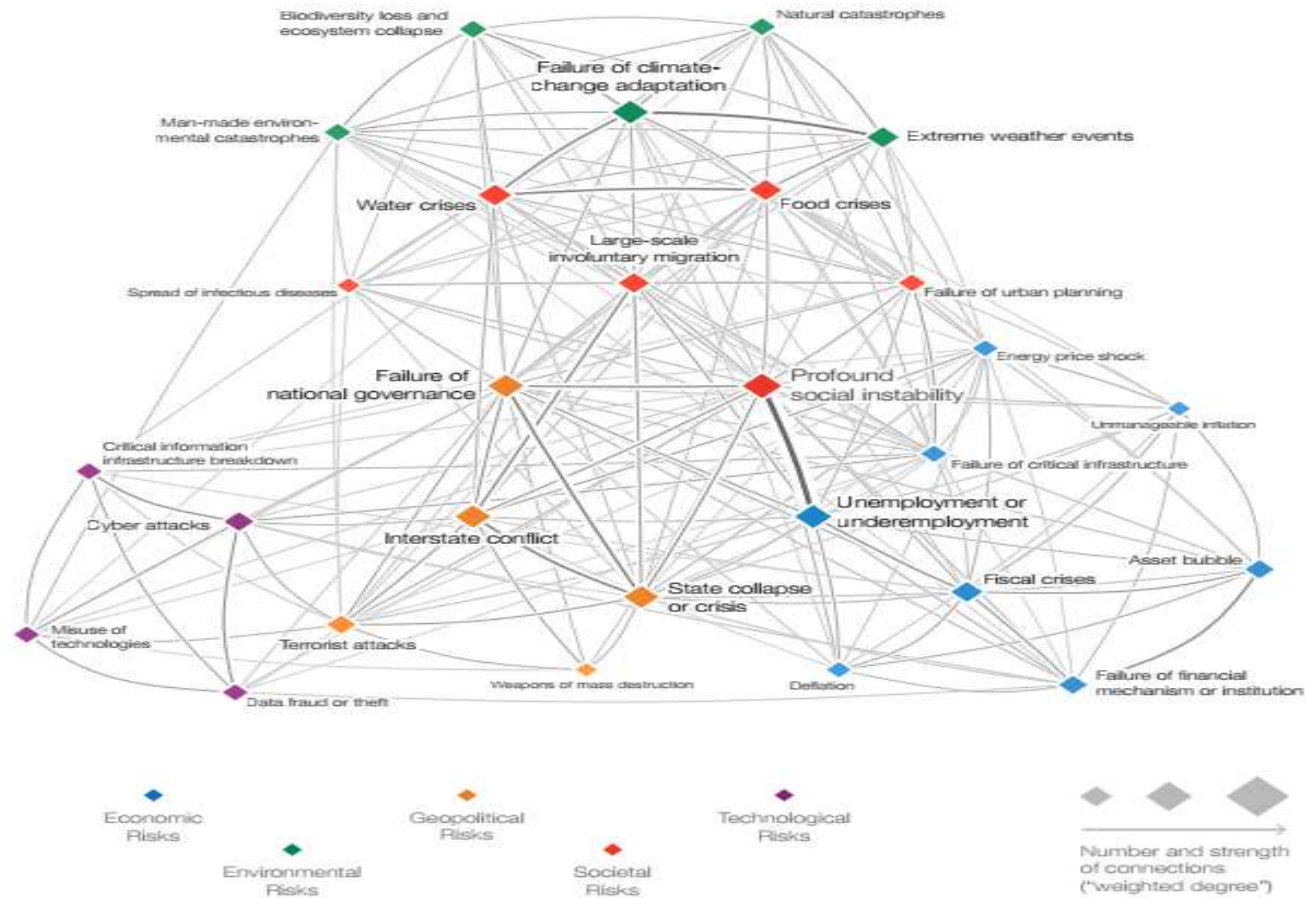 Biodiversity loss and
ecosystem collapse
Natural catastrophes
Failure of climate-
change adaptation
Man-made environ-
mental catastrophes
Extreme weather events
Water crises
Food crises
Large-scale
involuntary migration
Spread of infectious diseases
Failure of urban planning
Energy price shock
Failure of
national governance
Profound
social instability
Unmanageable inflation
Critical information
infrastructure breakdown
Failure of critical infrastructure
Cyber attacks
Interstate conflict
Unemployment or
underemployment
Asset bubble
State collapse
or crisis
Fiscal crises
Misuse of
technologies
Terrorist attacks
Weapons of mass destruction
Deflation
Failure of financial
mechanism or institution
Data fraud or theft
Economic
Risks
Geopolitical
Risks
Technological
Risks
Environmental
Risks
Societal
Risks
Number and strength
of connections
("weighted degree")